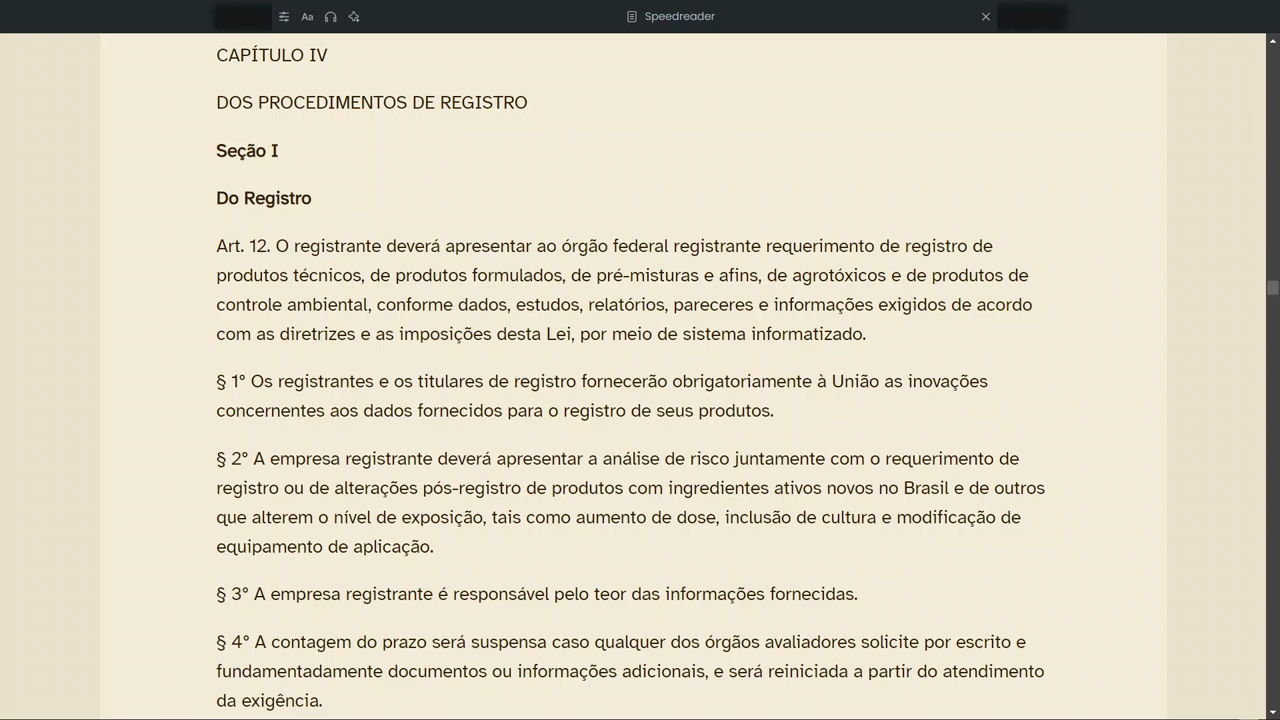 Aa
Speedreader
CAPÍTULO IV
DOS PROCEDIMENTOS DE REGISTRO
Seção I
Do Registro
Art. 12. O registrante deverá apresentar ao órgão federal registrante requerimento de registro de
produtos técnicos, de produtos formulados, de pré-misturas e afins, de agrotóxicos e de produtos de
controle ambiental, conforme dados, estudos, relatórios, pareceres e informações exigidos de acordo
com as diretrizes e as imposições desta Lei, por meio de sistema informatizado.
§ 1º Os registrantes e os titulares de registro fornecerão obrigatoriamente à União as inovações
concernentes aos dados fornecidos para o registro de seus produtos.
§ 2º A empresa registrante deverá apresentar a análise de risco juntamente com o requerimento de
registro ou de alterações pós-registro de produtos com ingredientes ativos novos no Brasil e de outros
que alterem o nível de exposição, tais como aumento de dose, inclusão de cultura e modificação de
equipamento de aplicação.
§ 3º A empresa registrante é responsável pelo teor das informações fornecidas.
§ 4º A contagem do prazo será suspensa caso qualquer dos órgãos avaliadores solicite por escrito e
fundamentadamente documentos ou informações adicionais, e será reiniciada a partir do atendimento
da exigência.